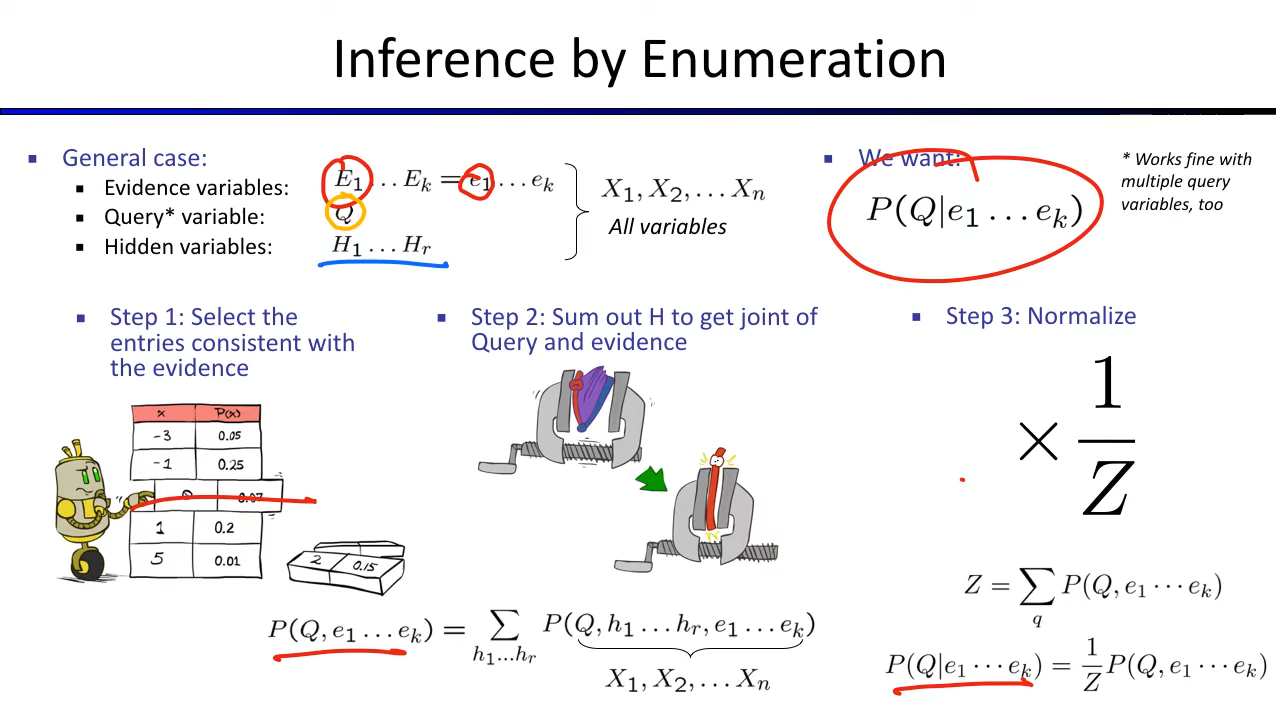 Inference by Enumeration
General case:
Evidence variables:
E₁ … Eₖ = e₁ … eₖ
Query* variable:
Q
Hidden variables:
H₁ … Hᵣ
X₁, X₂, … Xₙ
All variables
We want:
P(Q|e₁ … eₖ)
* Works fine with
multiple query
variables, too
Step 1: Select the
entries consistent with
the evidence
x P(x)
-3 0.05
-1 0.25
0 0.07
1 0.2
5 0.01
2 0.15
Step 2: Sum out H to get joint of
Query and evidence
P(Q, e₁ … eₖ) = ∑ P(Q, h₁ … hᵣ, e₁ … eₖ)
h₁…hᵣ
X₁, X₂, … Xₙ
Step 3: Normalize
× 1/Z
Z = ∑ P(Q, e₁ ⋯ eₖ)
q
P(Q|e₁ ⋯ eₖ) = 1/Z P(Q, e₁ ⋯ eₖ)